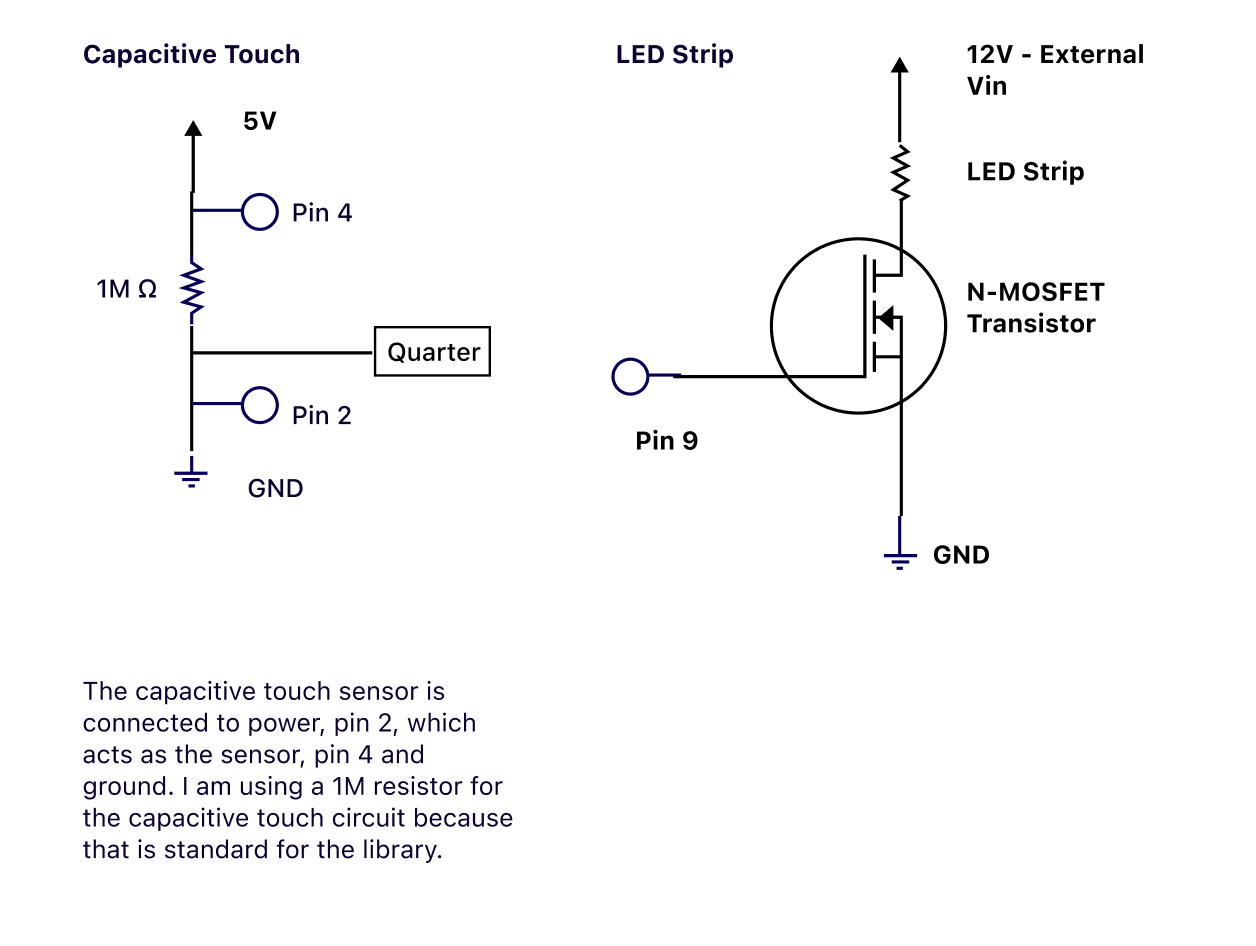 Capacitive Touch
5V
Pin 4
1M Ω
Quarter
Pin 2
GND
LED Strip
12V - External
Vin
LED Strip
N-MOSFET
Transistor
Pin 9
GND
The capacitive touch sensor is
connected to power, pin 2, which
acts as the sensor, pin 4 and
ground. I am using a 1M resistor for
the capacitive touch circuit because
that is standard for the library.